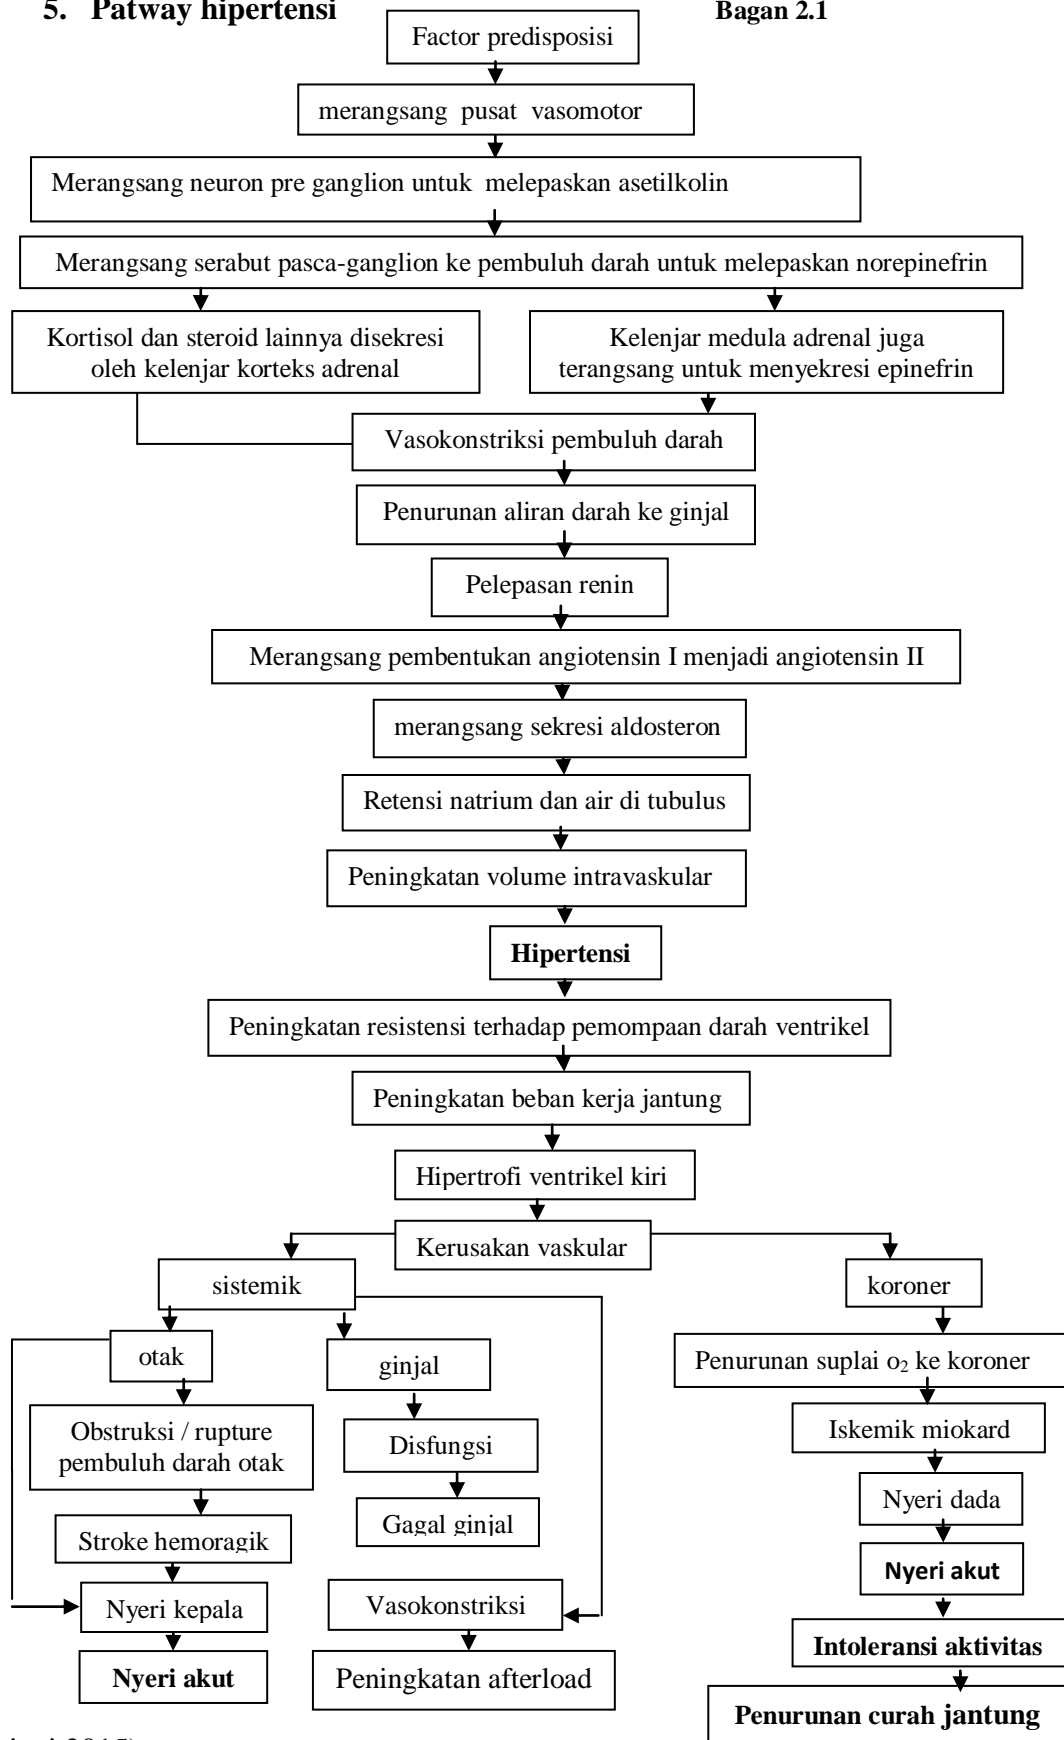 5. Patway hipertensi
Bagan 2.1
Factor predisposisi
merangsang pusat vasomotor
Merangsang neuron pre ganglion untuk melepaskan asetilkolin
Merangsang serabut pasca-ganglion ke pembuluh darah untuk melepaskan norepinefrin
Kortisol dan steroid lainnya disekresi
oleh kelenjar korteks adrenal
Kelenjar medula adrenal juga
terangsang untuk menyekresi epinefrin
Vasokonstriksi pembuluh darah
Penurunan aliran darah ke ginjal
Pelepasan renin
Merangsang pembentukan angiotensin I menjadi angiotensin II
merangsang sekresi aldosteron
Retensi natrium dan air di tubulus
Peningkatan volume intravaskular
Hipertensi
Peningkatan resistensi terhadap pemompaan darah ventrikel
Peningkatan beban kerja jantung
Hipertrofi ventrikel kiri
Kerusakan vaskular
sistemik
koroner
otak
ginjal
Penurunan suplai o₂ ke koroner
Obstruksi / rupture
pembuluh darah otak
Disfungsi
Iskemik miokard
Stroke hemoragik
Gagal ginjal
Nyeri dada
Nyeri akut
Nyeri kepala
Vasokonstriksi
Intoleransi aktivitas
Nyeri akut
Peningkatan afterload
Penurunan curah jantung